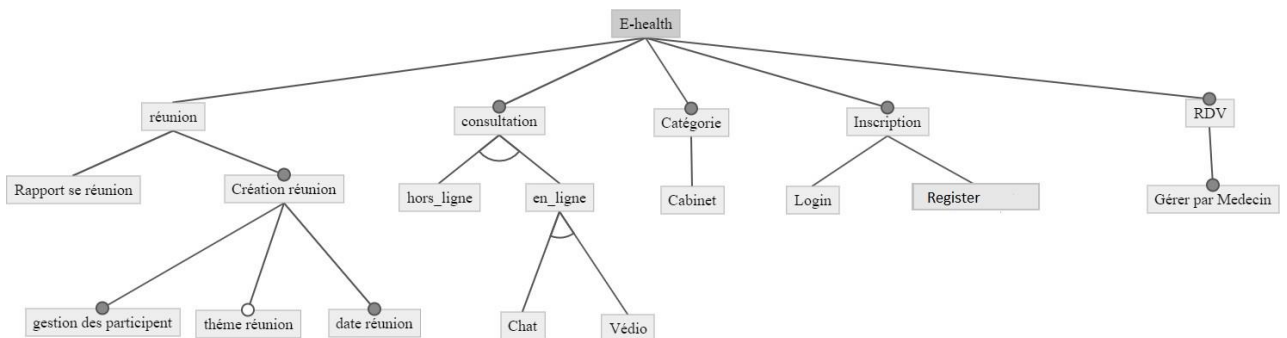 E-health
réunion
consultation
Catégorie
Inscription
RDV
Rapport se réunion
Création réunion
hors_ligne
en_ligne
Cabinet
Login
Register
Gérer par Medecin
gestion des participent
théme réunion
date réunion
Chat
Védio